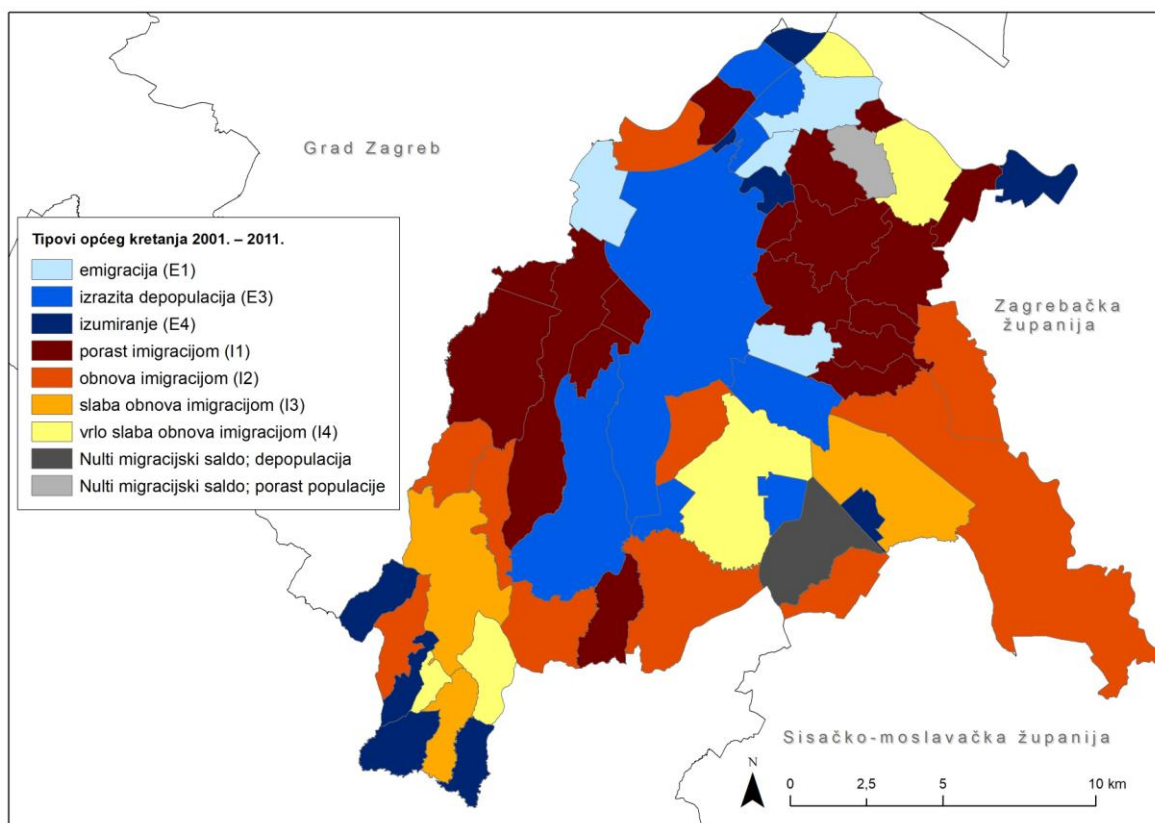 Grad Zagreb
Tipovi općeg kretanja 2001. – 2011.
emigracija (E1)
izrazita depopulacija (E3)
izumiranje (E4)
porast imigracijom (I1)
obnova imigracijom (I2)
slaba obnova imigracijom (I3)
vrlo slaba obnova imigracijom (I4)
Nulti migracijski saldo; depopulacija
Nulti migracijski saldo; porast populacije
Zagrebačka
županija
Sisačko-moslavačka županija
N
0 2,5 5 10 km